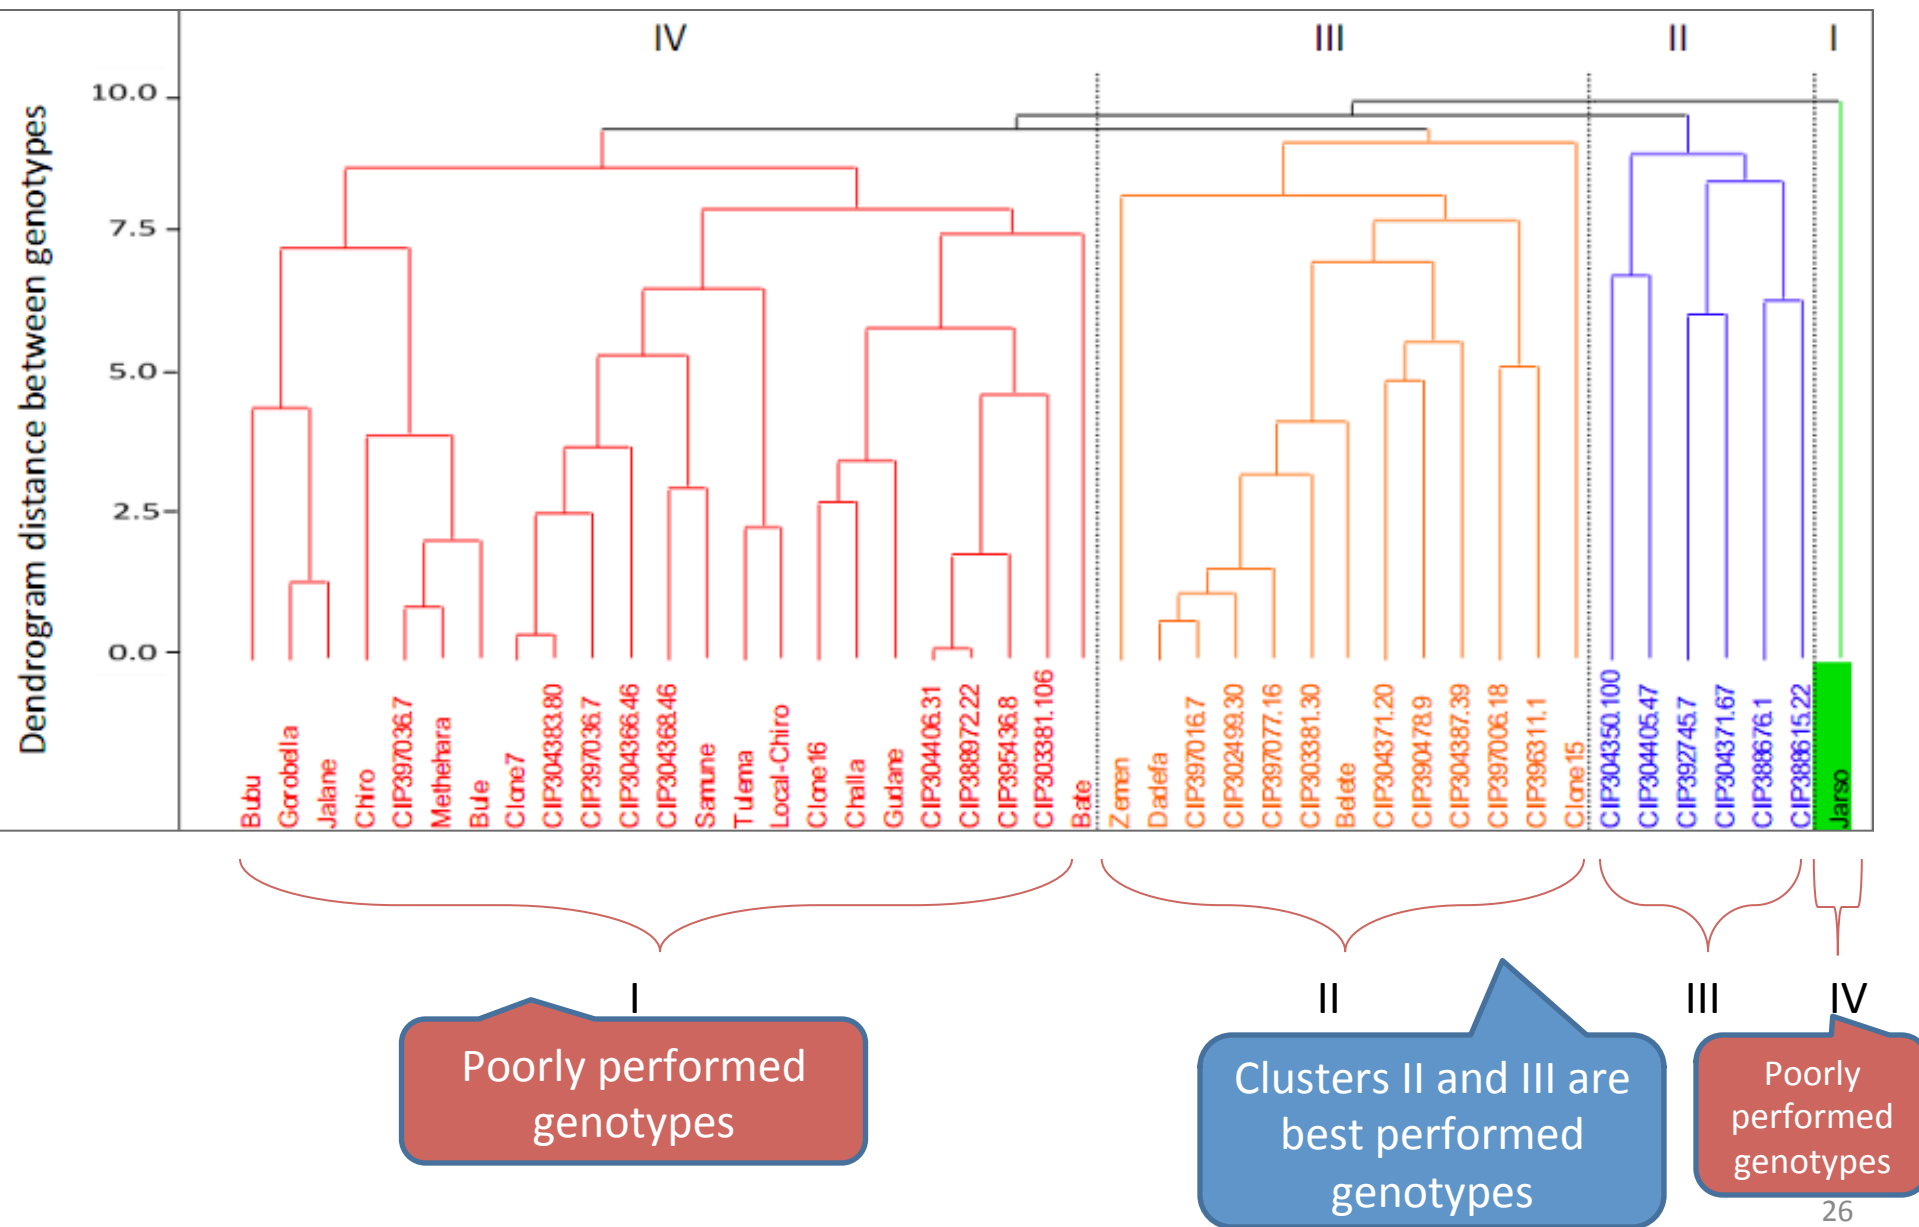 IV
III
II
I
Dendrogram distance between genotypes
10.0
7.5
5.0
2.5
0.0
Bubu
Gorobella
Jalane
Chiro
CIP397036.7
Methehara
Bule
Clone7
CIP304383.80
CIP397036.7
CIP304366.46
CIP304368.46
Samune
Tulema
Local-Chiro
Clone16
Challa
Gudane
CIP304406.31
CIP388972.22
CIP395436.8
CIP303381.106
Bate
Zemen
Dadefa
CIP397016.7
CIP302499.30
CIP397077.16
CIP303381.30
Belete
CIP304371.20
CIP390478.9
CIP304387.39
CIP397006.18
CIP396311.1
Clone15
CIP304350.100
CIP304405.47
CIP392745.7
CIP304371.67
CIP388676.1
CIP388615.22
Jarso
I
II
III
IV
Poorly performed
genotypes
Clusters II and III are
best performed
genotypes
Poorly
performed
genotypes
26